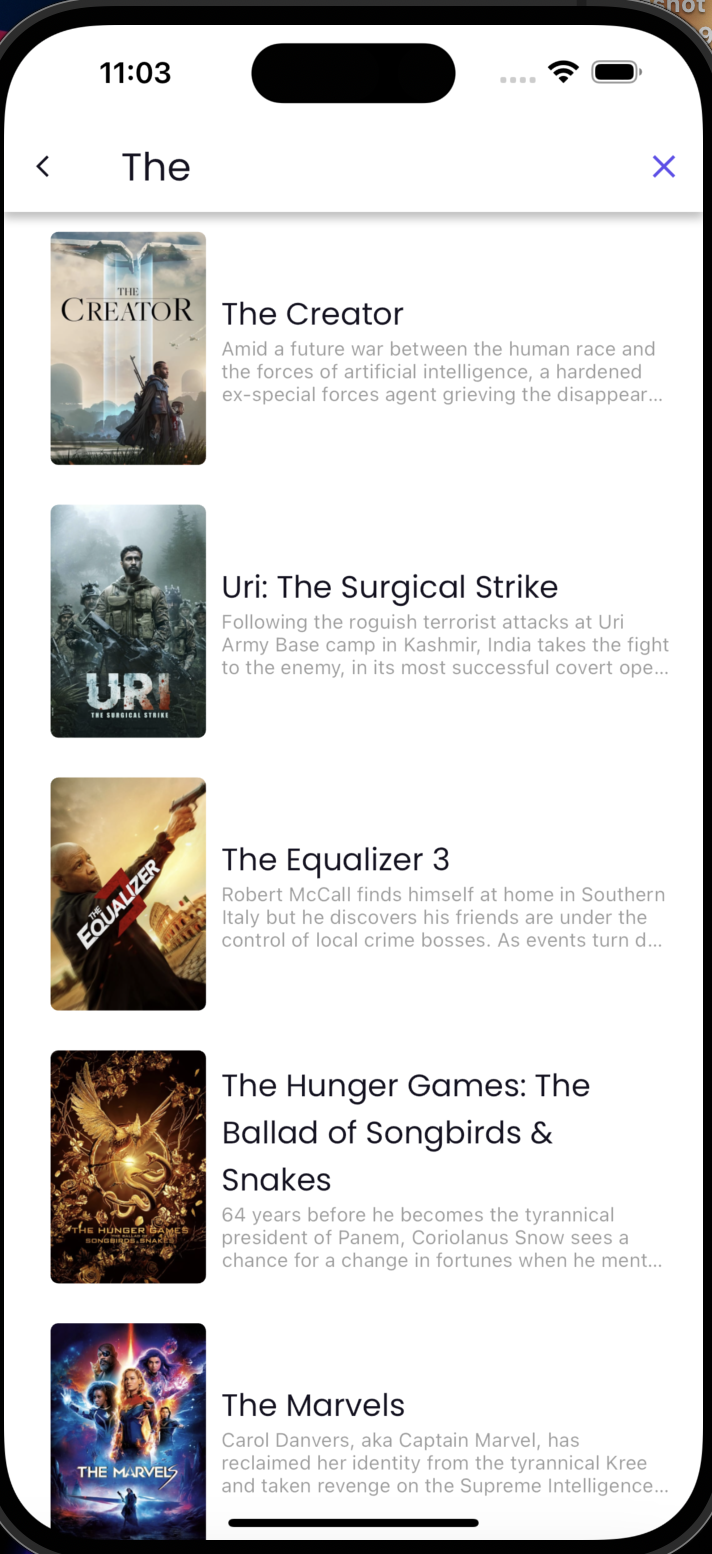 shot
9
11:03
The
THE
CREATOR
The Creator
Amid a future war between the human race and
the forces of artificial intelligence, a hardened
ex-special forces agent grieving the disappear...
URI
THE SURGICAL STRIKE
Uri: The Surgical Strike
Following the roguish terrorist attacks at Uri
Army Base camp in Kashmir, India takes the fight
to the enemy, in its most successful covert ope...
THE
EQUALIZER
3
The Equalizer 3
Robert McCall finds himself at home in Southern
Italy but he discovers his friends are under the
control of local crime bosses. As events turn d...
THE HUNGER GAMES
THE BALLAD OF
SONGBIRDS & SNAKES
The Hunger Games: The
Ballad of Songbirds &
Snakes
64 years before he becomes the tyrannical
president of Panem, Coriolanus Snow sees a
chance for a change in fortunes when he ment...
THE MARVELS
The Marvels
Carol Danvers, aka Captain Marvel, has
reclaimed her identity from the tyrannical Kree
and taken revenge on the Supreme Intelligence...